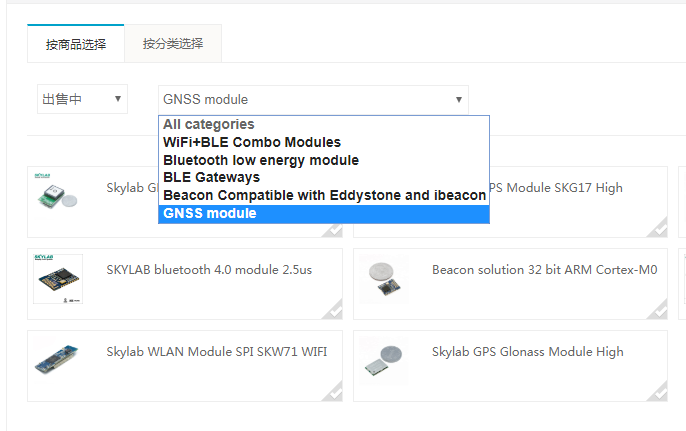 按商品选择 按分类选择
出售中 GNSS module
All categories
WiFi+BLE Combo Modules
Bluetooth low energy module
BLE Gateways
Beacon Compatible with Eddystone and ibeacon
GNSS module
SKYLAB Skylab G PS Module SKG17 High
SKYLAB SKYLAB bluetooth 4.0 module 2.5us Beacon solution 32 bit ARM Cortex-M0
Skylab WLAN Module SPI SKW71 WIFI Skylab GPS Glonass Module High